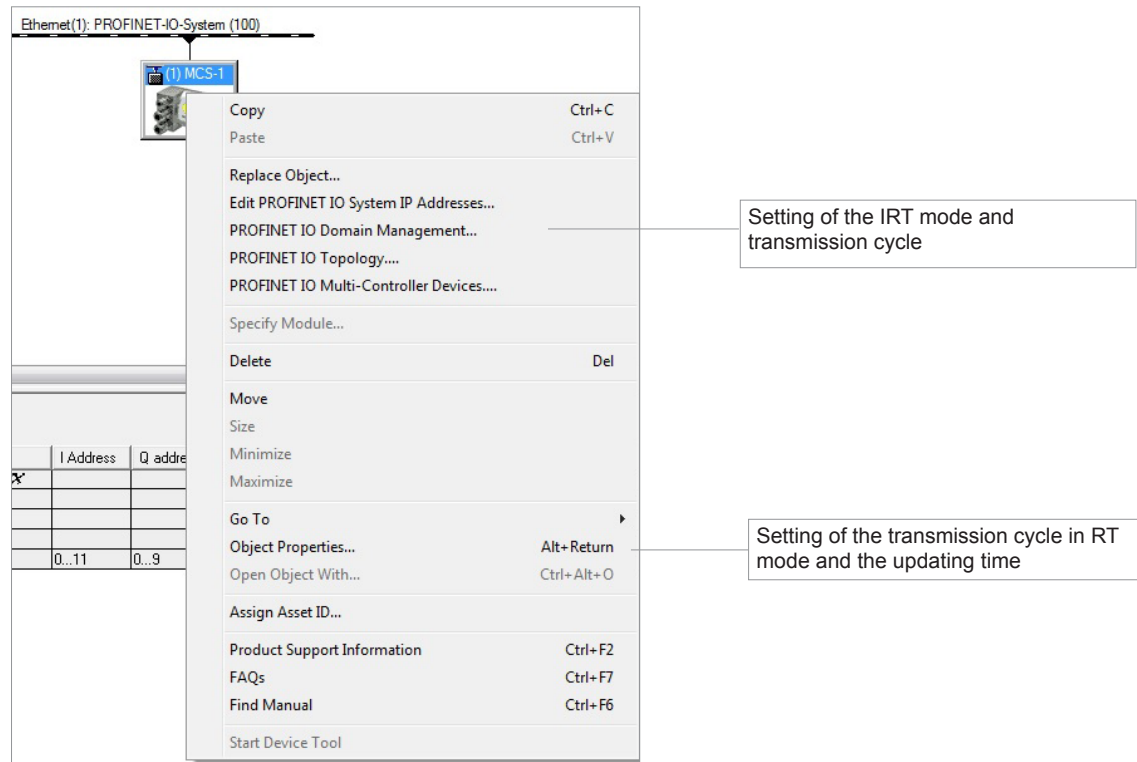 Ethernet(1): PROFINET-IO-System (100)
(1) MCS-1
Copy Ctrl+C
Paste Ctrl+V
Replace Object...
Edit PROFINET IO System IP Addresses...
PROFINET IO Domain Management...
PROFINET IO Topology....
PROFINET IO Multi-Controller Devices....
Specify Module...
Delete Del
Move
Size
Minimize
Maximize
Go To
Object Properties... Alt+Return
Open Object With... Ctrl+Alt+O
Assign Asset ID...
Product Support Information Ctrl+F2
FAQs Ctrl+F7
Find Manual Ctrl+F6
Start Device Tool
Setting of the IRT mode and
transmission cycle
Setting of the transmission cycle in RT
mode and the updating time
I Address Q addre
X
0...11 0...9